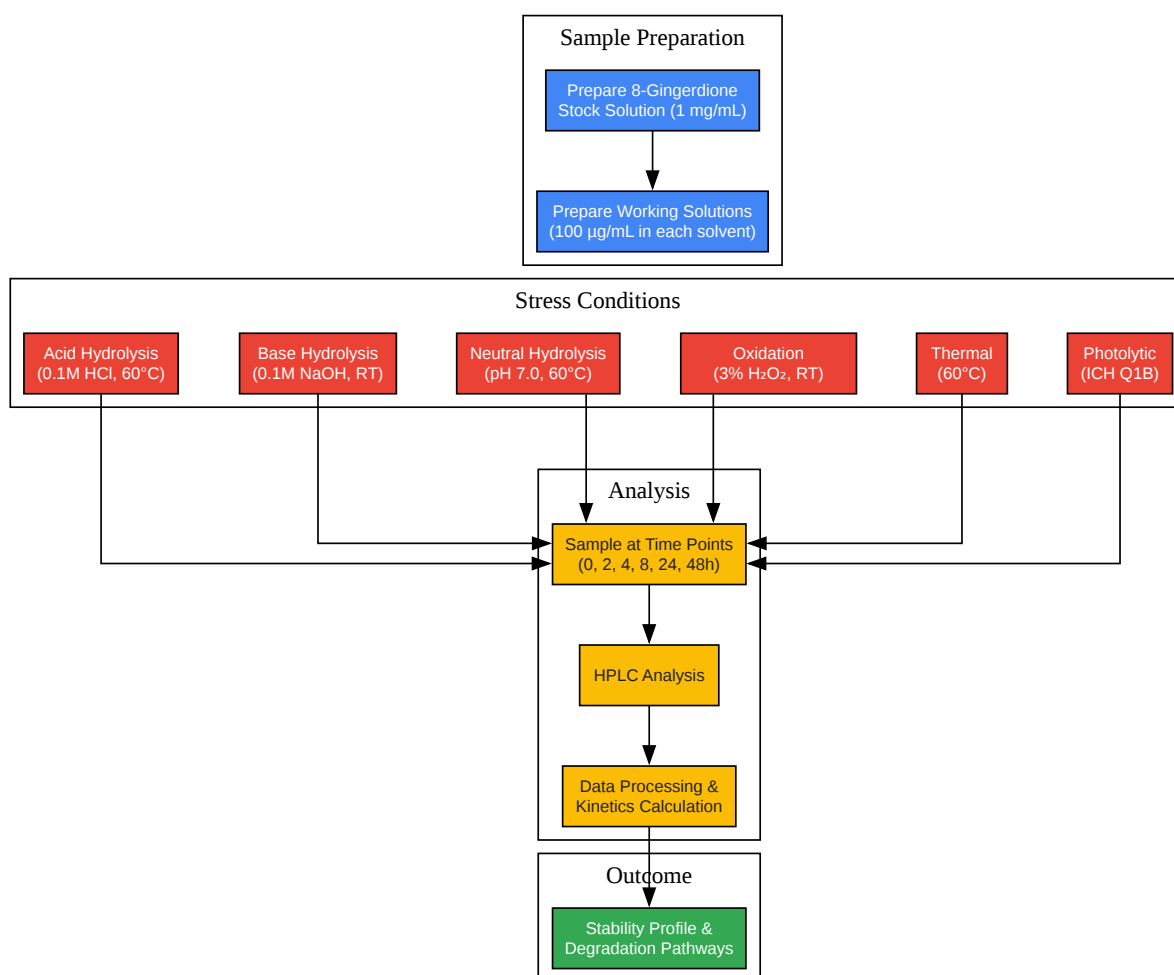 Sample Preparation
Prepare 8-Gingerdione
Stock Solution (1 mg/mL)
Prepare Working Solutions
(100 µg/mL in each solvent)
Stress Conditions
Acid Hydrolysis
(0.1M HCl, 60°C)
Base Hydrolysis
(0.1M NaOH, RT)
Neutral Hydrolysis
(pH 7.0, 60°C)
Oxidation
(3% H₂O₂, RT)
Thermal
(60°C)
Photolytic
(ICH Q1B)
Analysis
Sample at Time Points
(0, 2, 4, 8, 24, 48h)
HPLC Analysis
Data Processing &
Kinetics Calculation
Outcome
Stability Profile &
Degradation Pathways